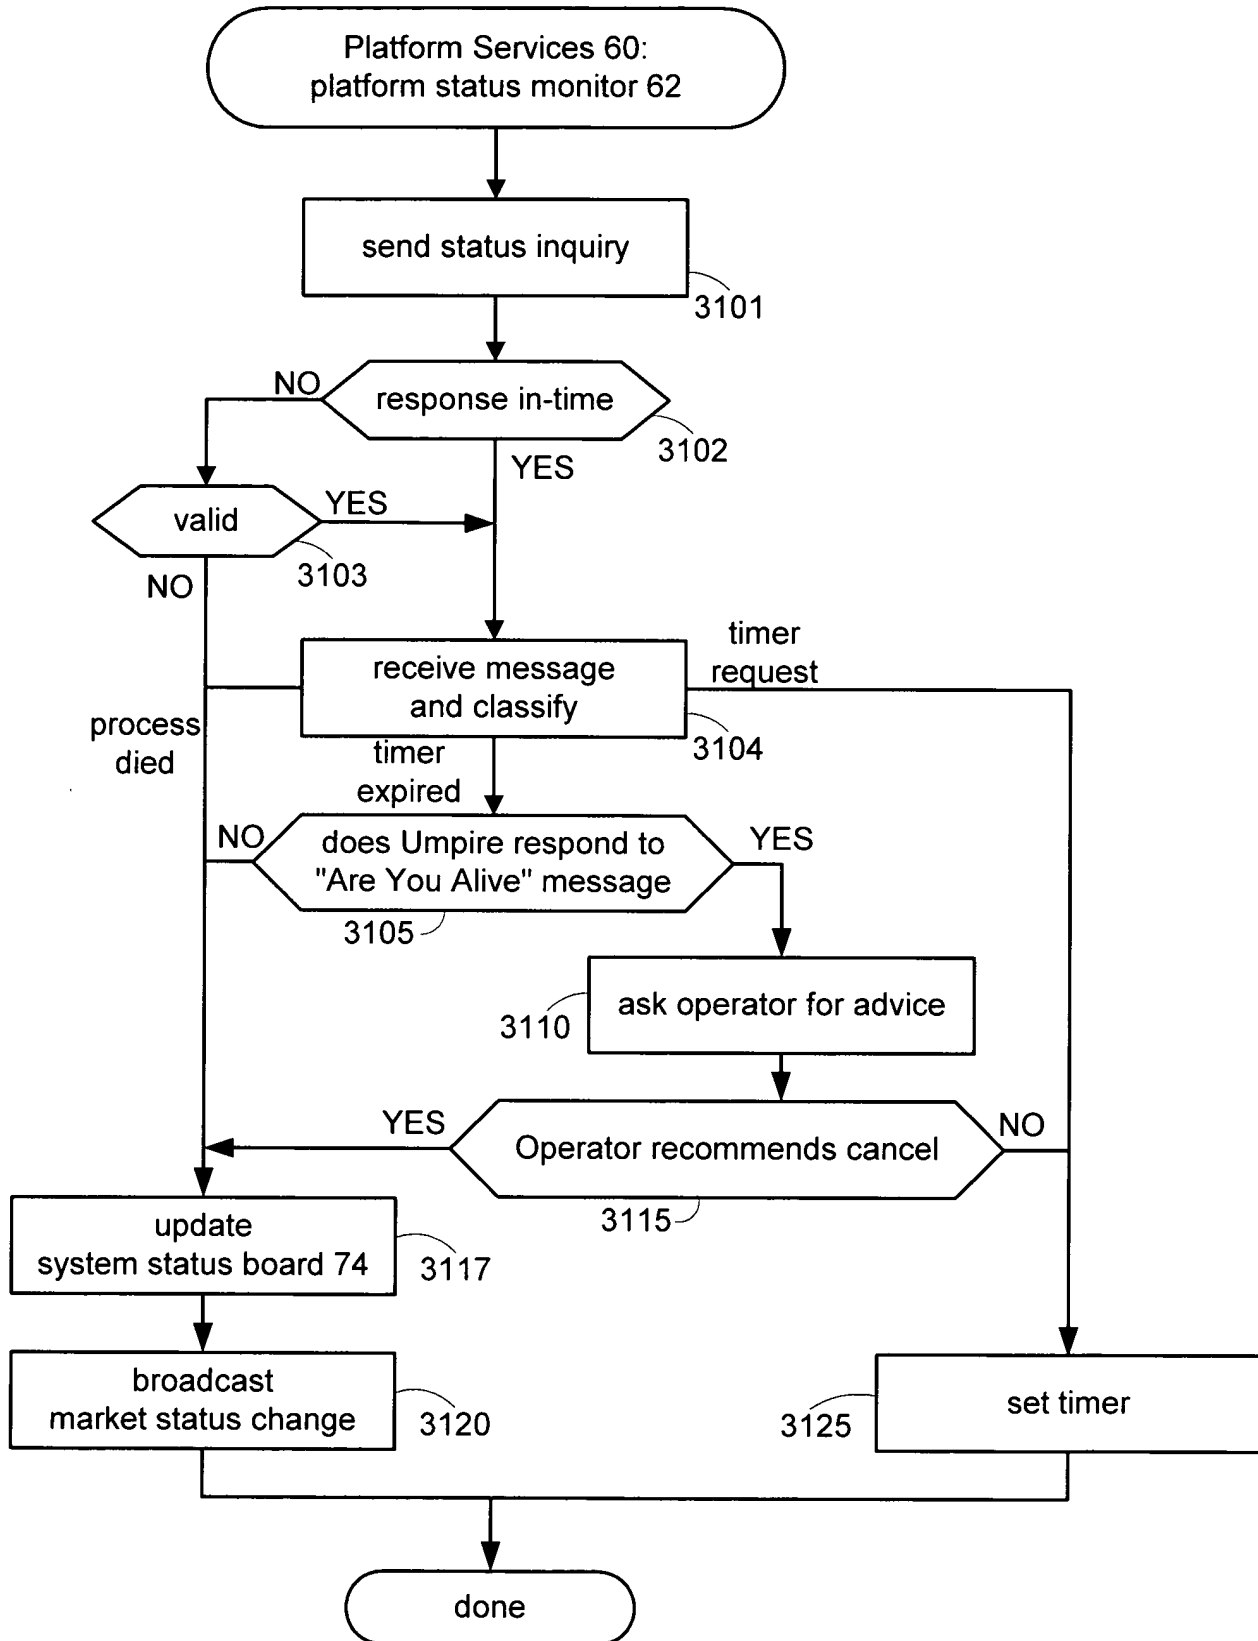 Platform Services 60:
platform status monitor 62
send status inquiry
3101
NO
response in-time
3102
YES
valid
YES
3103
NO
timer
request
receive message
and classify
3104
process
died
timer
expired
NO
does Umpire respond to
"Are You Alive" message
YES
3105
ask operator for advice
3110
YES
Operator recommends cancel
NO
3115
update
system status board 74
3117
broadcast
market status change
3120
set timer
3125
done